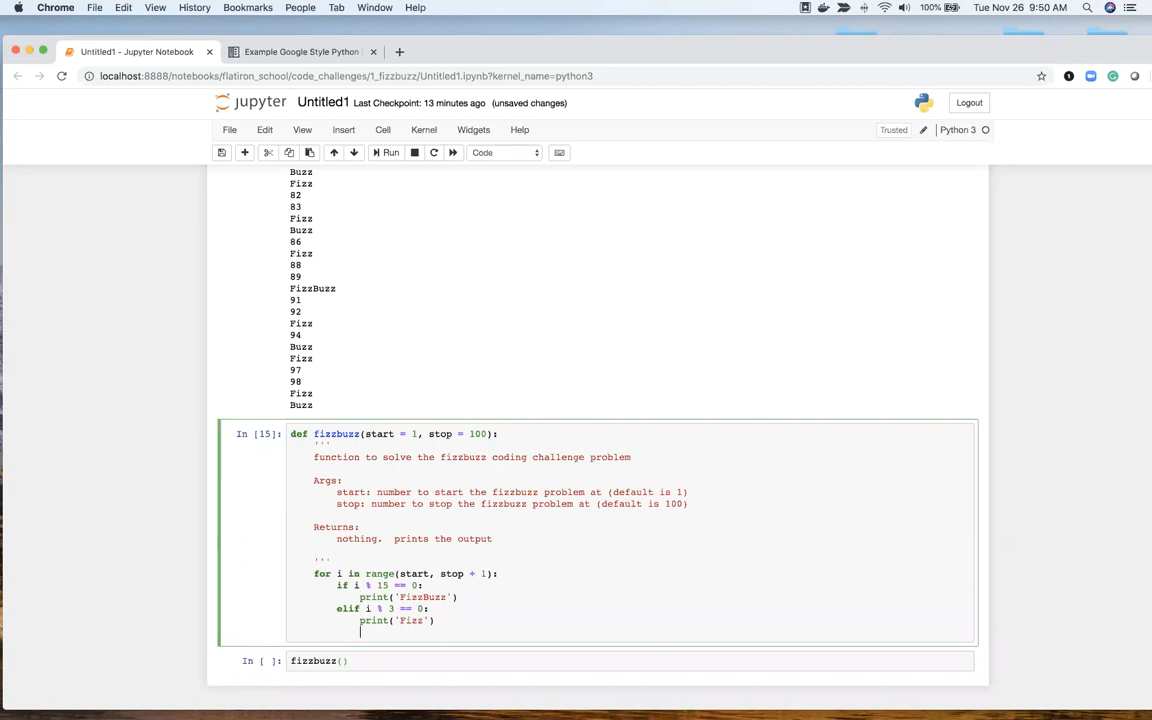 Chrome File Edit View History Bookmarks People Tab Window Help 100% Tue Nov 26 9:50 AM
Untitled1 - Jupyter Notebook Example Google Style Python
localhost:8888/notebooks/flatiron_school/code_challenges/1_fizzbuzz/Untitled1.ipynb?kernel_name=python3
jupyter Untitled1 Last Checkpoint: 13 minutes ago (unsaved changes) Logout
File Edit View Insert Cell Kernel Widgets Help Trusted Python 3
Run Code
Buzz
Fizz
82
83
Fizz
Buzz
86
Fizz
88
89
FizzBuzz
91
92
Fizz
94
Buzz
Fizz
97
98
Fizz
Buzz
In [15]: def fizzbuzz(start = 1, stop = 100):
'''
function to solve the fizzbuzz coding challenge problem
Args:
start: number to start the fizzbuzz problem at (default is 1)
stop: number to stop the fizzbuzz problem at (default is 100)
Returns:
nothing.  prints the output
'''
for i in range(start, stop + 1):
if i % 15 == 0:
print('FizzBuzz')
elif i % 3 == 0:
print('Fizz')
In [ ]: fizzbuzz()